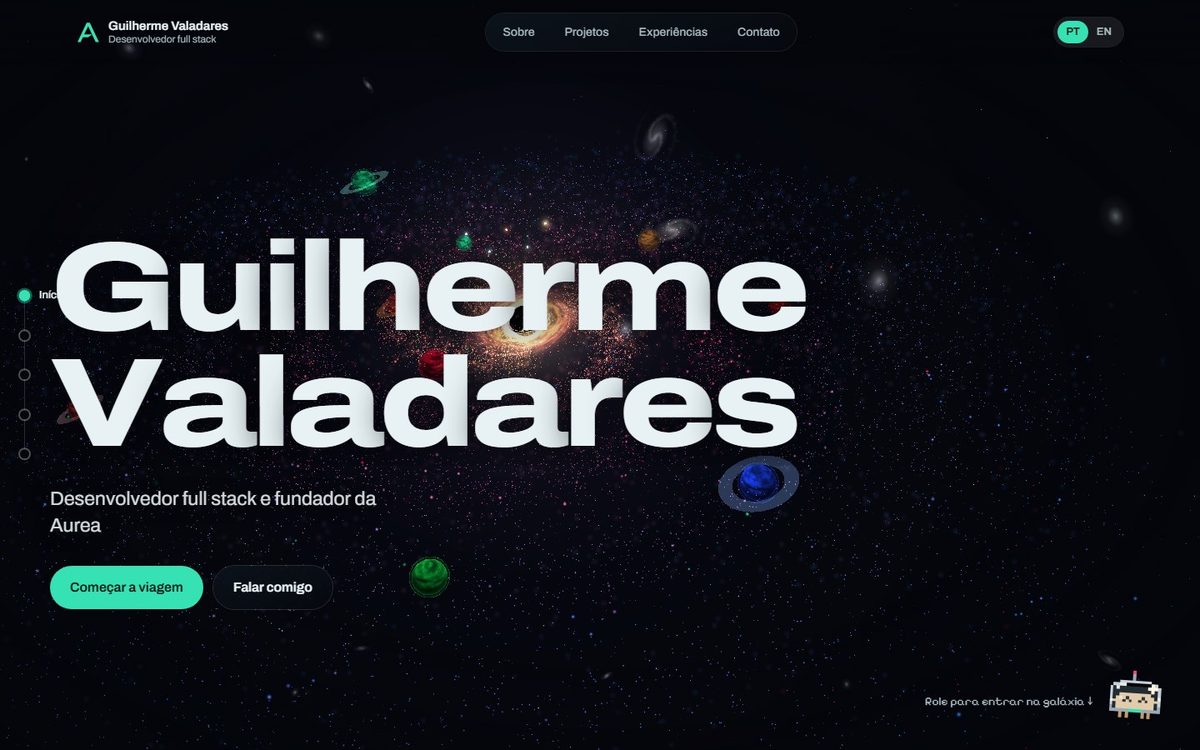 Guilherme Valadares
Desenvolvedor full stack
Sobre
Projetos
Experiências
Contato
PT
EN
Guilherme
Valadares
Desenvolvedor full stack e fundador da
Aurea
Começar a viagem
Falar comigo
Role para entrar na galáxia ↓